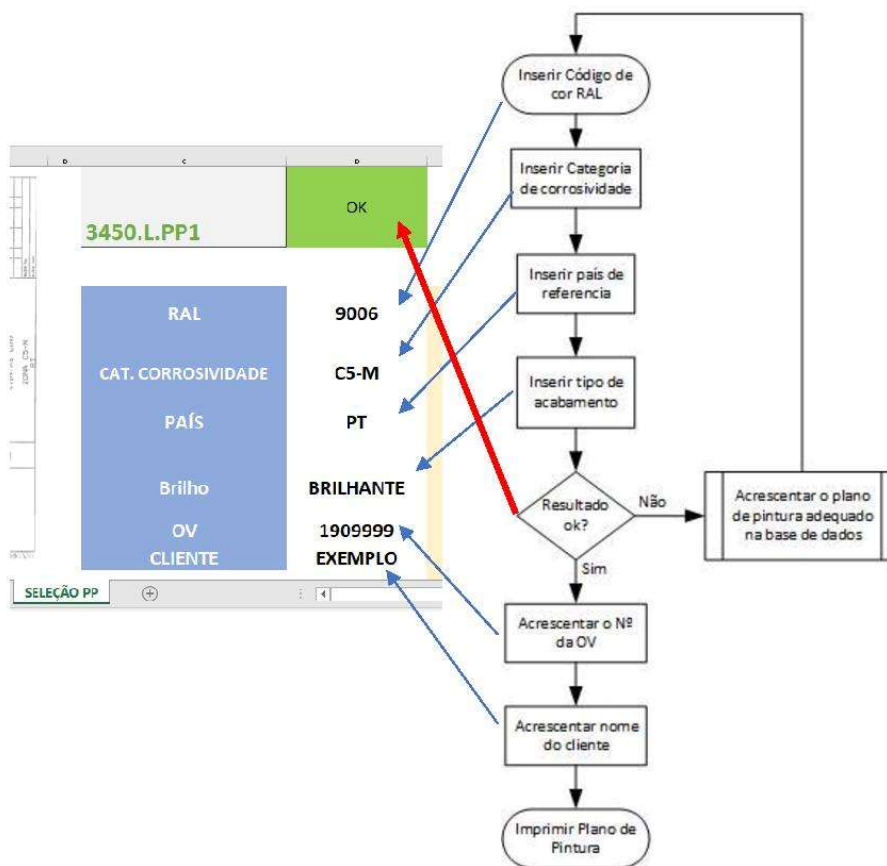 Inserir Código de
cor RAL
Inserir Categoria
de corrosividade
Inserir país de
referencia
Inserir tipo de
acabamento
Resultado
ok?
Não
Acrescentar o plano
de pintura adequado
na base de dados
Sim
Acrescentar o Nº
da OV
Acrescentar nome
do cliente
Imprimir Plano de
Pintura
C
D
3450.L.PP1
OK
RAL
9006
CAT. CORROSIVIDADE
C5-M
PAÍS
PT
Brilho
BRILHANTE
OV
1909999
CLIENTE
EXEMPLO
ZONA C5-M
SELEÇÃO PP